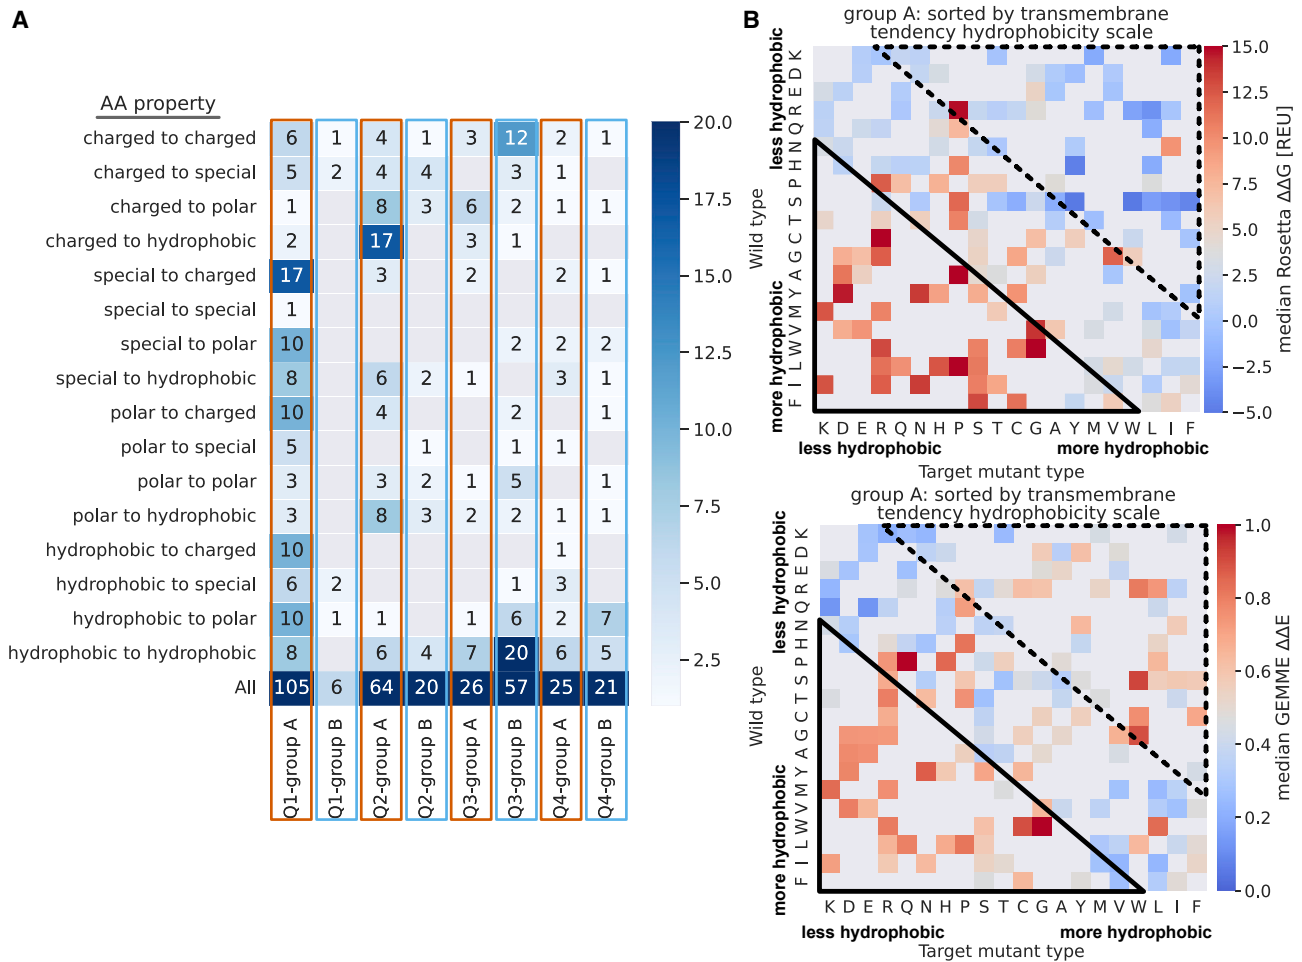 A
AA property
charged to charged 6 1 4 1 3 12 2 1
charged to special 5 2 4 4 3 1
charged to polar 1 8 3 6 2 1 1
charged to hydrophobic 2 17 3 1
special to charged 17 3 2 2 1
special to special 1
special to polar 10 2 2 2
special to hydrophobic 8 6 2 1 3 1
polar to charged 10 4 2 1
polar to special 5 1 1 1
polar to polar 3 3 2 1 5 1
polar to hydrophobic 3 8 3 2 2 1 1
hydrophobic to charged 10 1
hydrophobic to special 6 2 1 3
hydrophobic to polar 10 1 1 1 6 2 7
hydrophobic to hydrophobic 8 6 4 7 20 6 5
All 105 6 64 20 26 57 25 21
Q1-group A
Q1-group B
Q2-group A
Q2-group B
Q3-group A
Q3-group B
Q4-group A
Q4-group B
20.0
17.5
15.0
12.5
10.0
7.5
5.0
2.5
B
group A: sorted by transmembrane
tendency hydrophobicity scale
less hydrophobic
more hydrophobic
Wild type
F I L W V M Y A G C T S P H N Q R E D K
K D E R Q N H P S T C G A Y M V W L I F
less hydrophobic more hydrophobic
Target mutant type
15.0
12.5
10.0
7.5
5.0
2.5
0.0
−2.5
−5.0
median Rosetta ΔΔG [REU]
group A: sorted by transmembrane
tendency hydrophobicity scale
less hydrophobic
more hydrophobic
Wild type
F I L W V M Y A G C T S P H N Q R E D K
K D E R Q N H P S T C G A Y M V W L I F
less hydrophobic more hydrophobic
Target mutant type
1.0
0.8
0.6
0.4
0.2
0.0
median GEMME ΔΔE